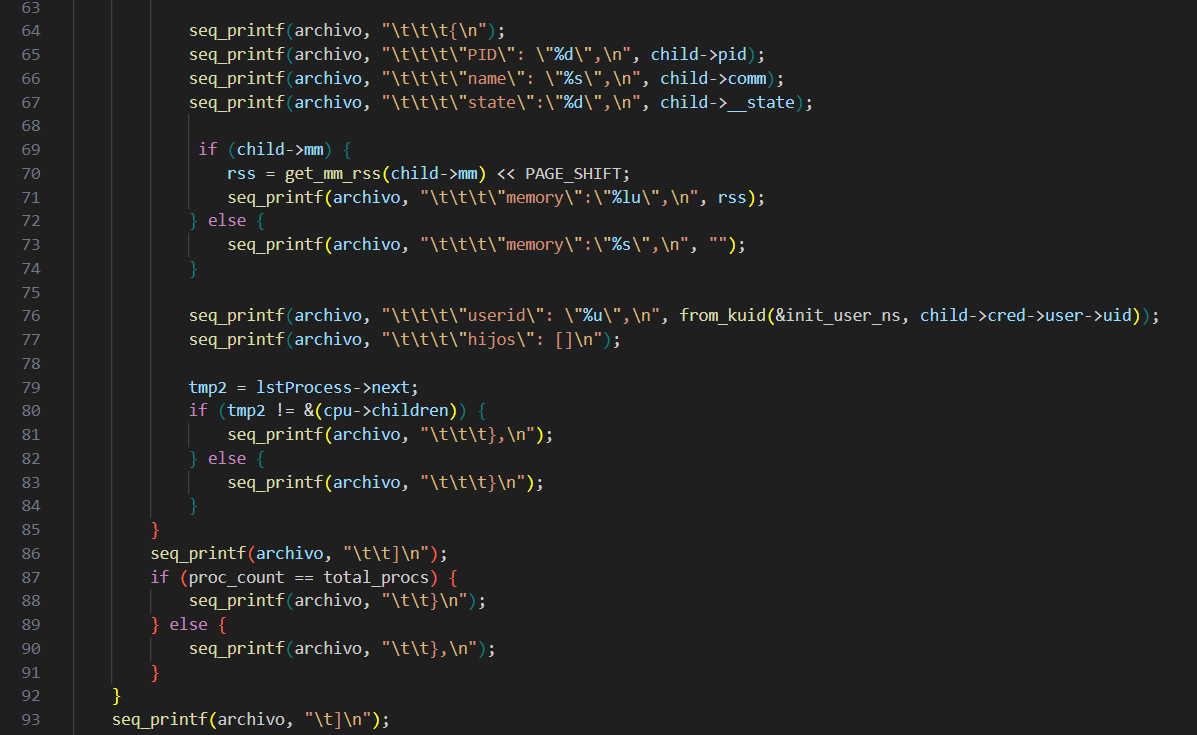 63
64 seq_printf(archivo, "\t\t\t{\n");
65 seq_printf(archivo, "\t\t\t\t\"PID\": \"%d\",\n", child->pid);
66 seq_printf(archivo, "\t\t\t\t\"name\": \"%s\",\n", child->comm);
67 seq_printf(archivo, "\t\t\t\t\"state\":\"%d\",\n", child->__state);
68
69 if (child->mm) {
70 rss = get_mm_rss(child->mm) << PAGE_SHIFT;
71 seq_printf(archivo, "\t\t\t\t\"memory\":\"%lu\",\n", rss);
72 } else {
73 seq_printf(archivo, "\t\t\t\t\"memory\":\"%s\",\n", "");
74 }
75
76 seq_printf(archivo, "\t\t\t\t\"userid\": \"%u\",\n", from_kuid(&init_user_ns, child->cred->user->uid));
77 seq_printf(archivo, "\t\t\t\t\"hijos\": []\n");
78
79 tmp2 = lstProcess->next;
80 if (tmp2 != &(cpu->children)) {
81 seq_printf(archivo, "\t\t\t},\n");
82 } else {
83 seq_printf(archivo, "\t\t\t}\n");
84 }
85 }
86 seq_printf(archivo, "\t\t]\n");
87 if (proc_count == total_procs) {
88 seq_printf(archivo, "\t\t}\n");
89 } else {
90 seq_printf(archivo, "\t\t},\n");
91 }
92 }
93 seq_printf(archivo, "\t]\n");